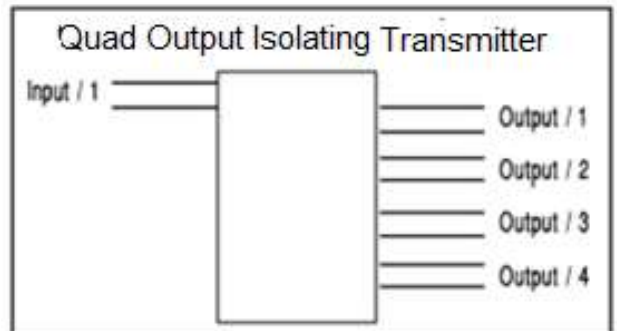 Quad Output Isolating Transmitter
Input / 1
Output / 1
Output / 2
Output / 3
Output / 4